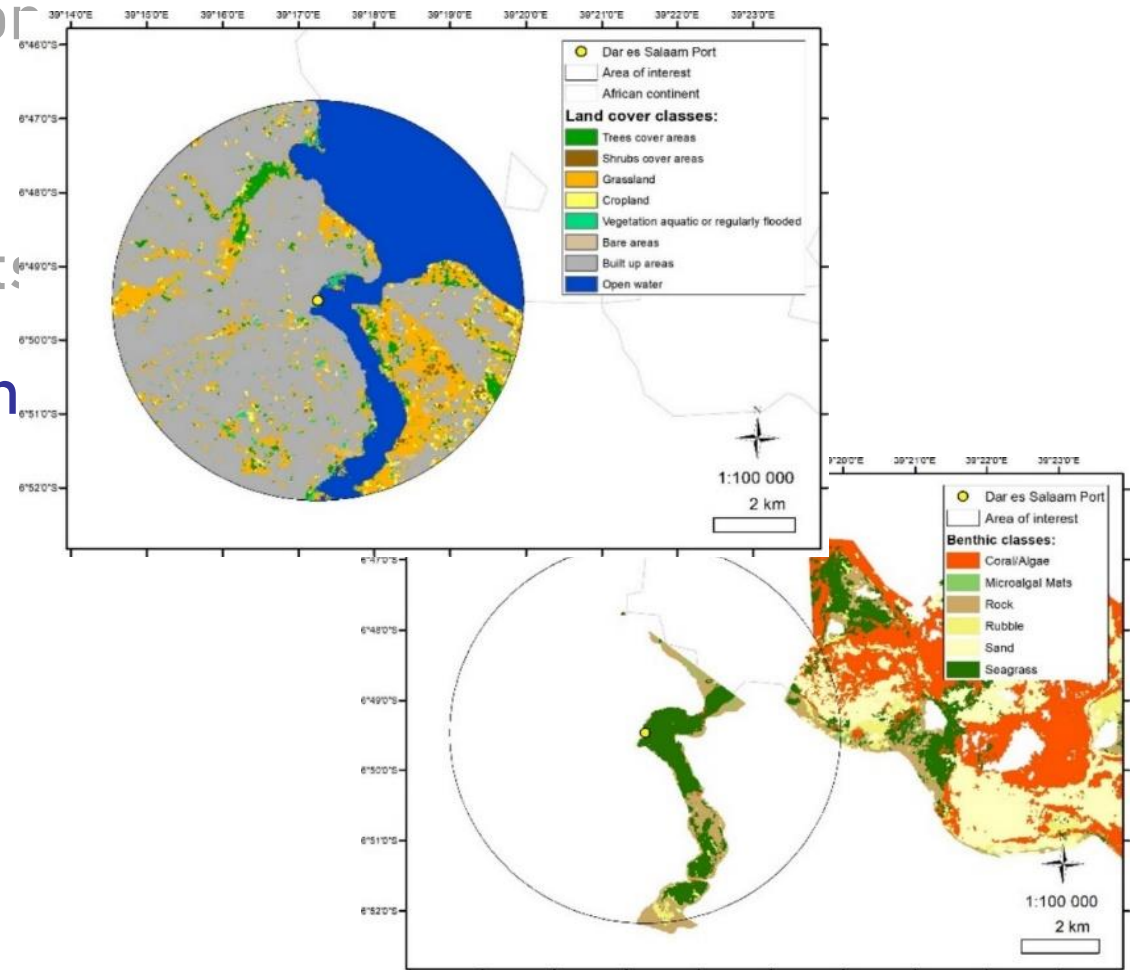 39°14'0"E 39°15'0"E 39°16'0"E 39°17'0"E 39°18'0"E 39°19'0"E 39°20'0"E 39°21'0"E 39°22'0"E 39°23'0"E
6°46'0"S
6°47'0"S
6°48'0"S
6°49'0"S
6°50'0"S
6°51'0"S
6°52'0"S
Dar es Salaam Port
Area of interest
African continent
Land cover classes:
Trees cover areas
Shrubs cover areas
Grassland
Cropland
Vegetation aquatic or regularly flooded
Bare areas
Built up areas
Open water
N
1:100 000
2 km
39°21'0"E 39°22'0"E 39°23'0"E
6°48'0"S
6°49'0"S
6°50'0"S
6°51'0"S
6°52'0"S
Dar es Salaam Port
Area of interest
Benthic classes:
Coral/Algae
Microalgal Mats
Rock
Rubble
Sand
Seagrass
N
1:100 000
2 km